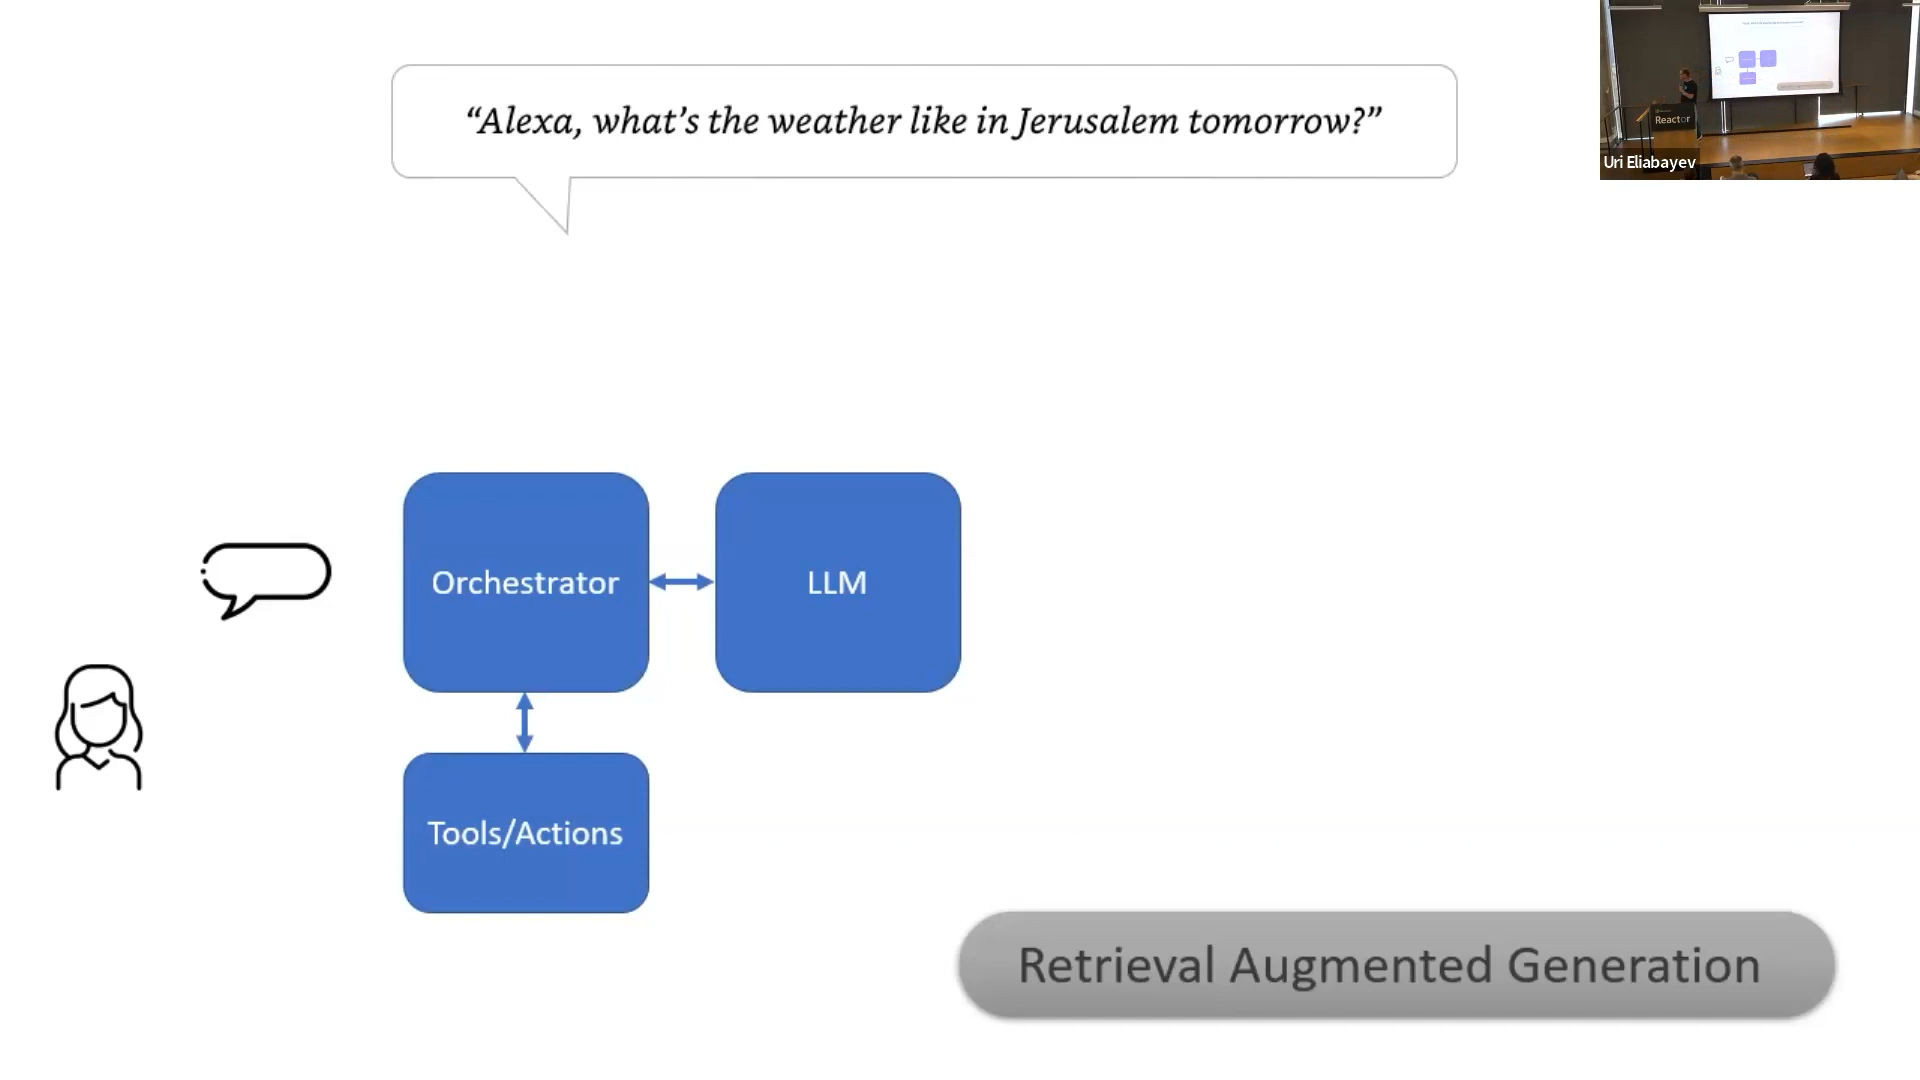 “Alexa, what’s the weather like in Jerusalem tomorrow?”
Reactor
Uri Eliabayev
Orchestrator
LLM
Tools/Actions
Retrieval Augmented Generation